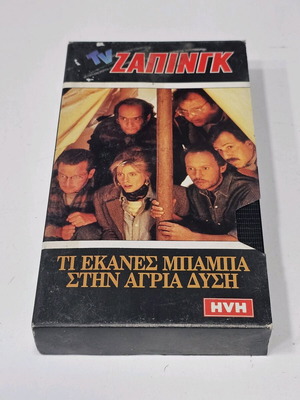 TV ΖΑΠΙΝΓΚ
ΤΙ ΕΚΑΝΕΣ ΜΠΑΜΠΑ
ΣΤΗΝ ΑΓΡΙΑ ΔΥΣΗ
HVH